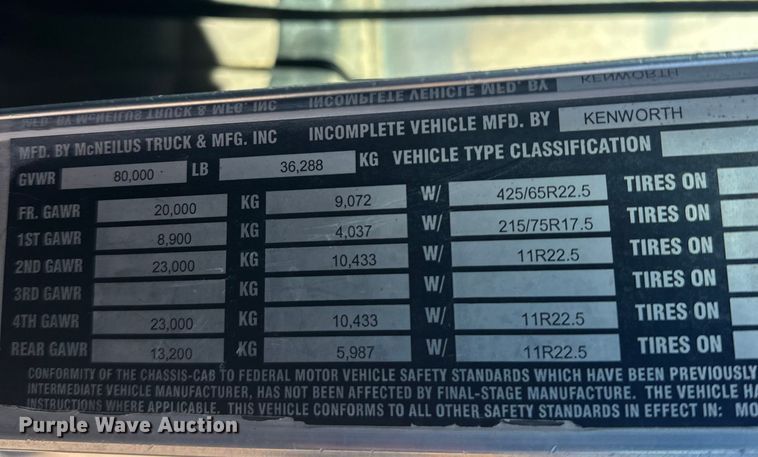 MFD. BY McNEILUS TRUCK & MFG. INC INCOMPLETE VEHICLE MFD. BY KENWORTH
GVWR 80,000 LB 36,288 KG VEHICLE TYPE CLASSIFICATION
FR. GAWR 20,000 KG 9,072 W/ 425/65R22.5 TIRES ON
1ST GAWR 8,900 KG 4,037 W/ 215/75R17.5 TIRES ON
2ND GAWR 23,000 KG 10,433 W/ 11R22.5 TIRES ON
3RD GAWR KG W/ TIRES ON
4TH GAWR 23,000 KG 10,433 W/ 11R22.5 TIRES ON
REAR GAWR 13,200 KG 5,987 W/ 11R22.5 TIRES ON
CONFORMITY OF THE CHASSIS-CAB TO FEDERAL MOTOR VEHICLE SAFETY STANDARDS WHICH HAVE BEEN PREVIOUSLY
INTERMEDIATE VEHICLE MANUFACTURER, HAS NOT BEEN AFFECTED BY FINAL-STAGE MANUFACTURE. THE VEHICLE HA
INSTRUCTIONS WHERE APPLICABLE. THIS VEHICLE CONFORMS TO ALL OTHER SAFETY STANDARDS IN EFFECT IN: MO
Purple Wave Auction